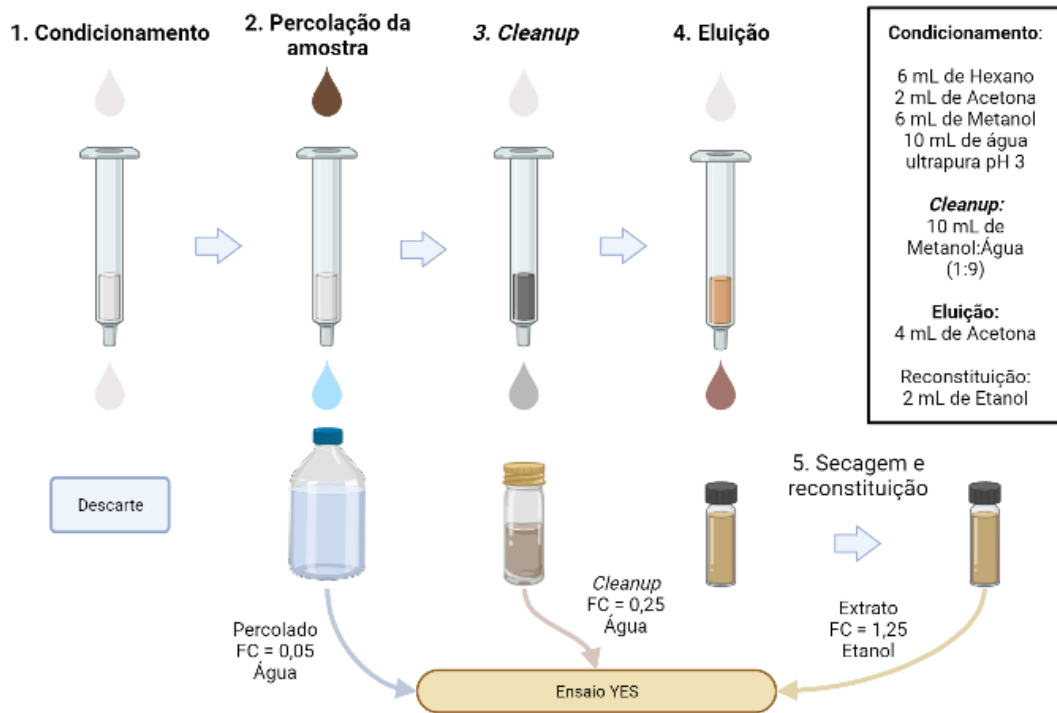 1. Condicionamento
2. Percolação da
amostra
3. Cleanup
4. Eluição
Condicionamento:
6 mL de Hexano
2 mL de Acetona
6 mL de Metanol
10 mL de água
ultrapura pH 3
Cleanup:
10 mL de
Metanol:Água
(1:9)
Eluição:
4 mL de Acetona
Reconstituição:
2 mL de Etanol
Descarte
5. Secagem e
reconstituição
Percolado
FC = 0,05
Água
Cleanup
FC = 0,25
Água
Extrato
FC = 1,25
Etanol
Ensaio YES